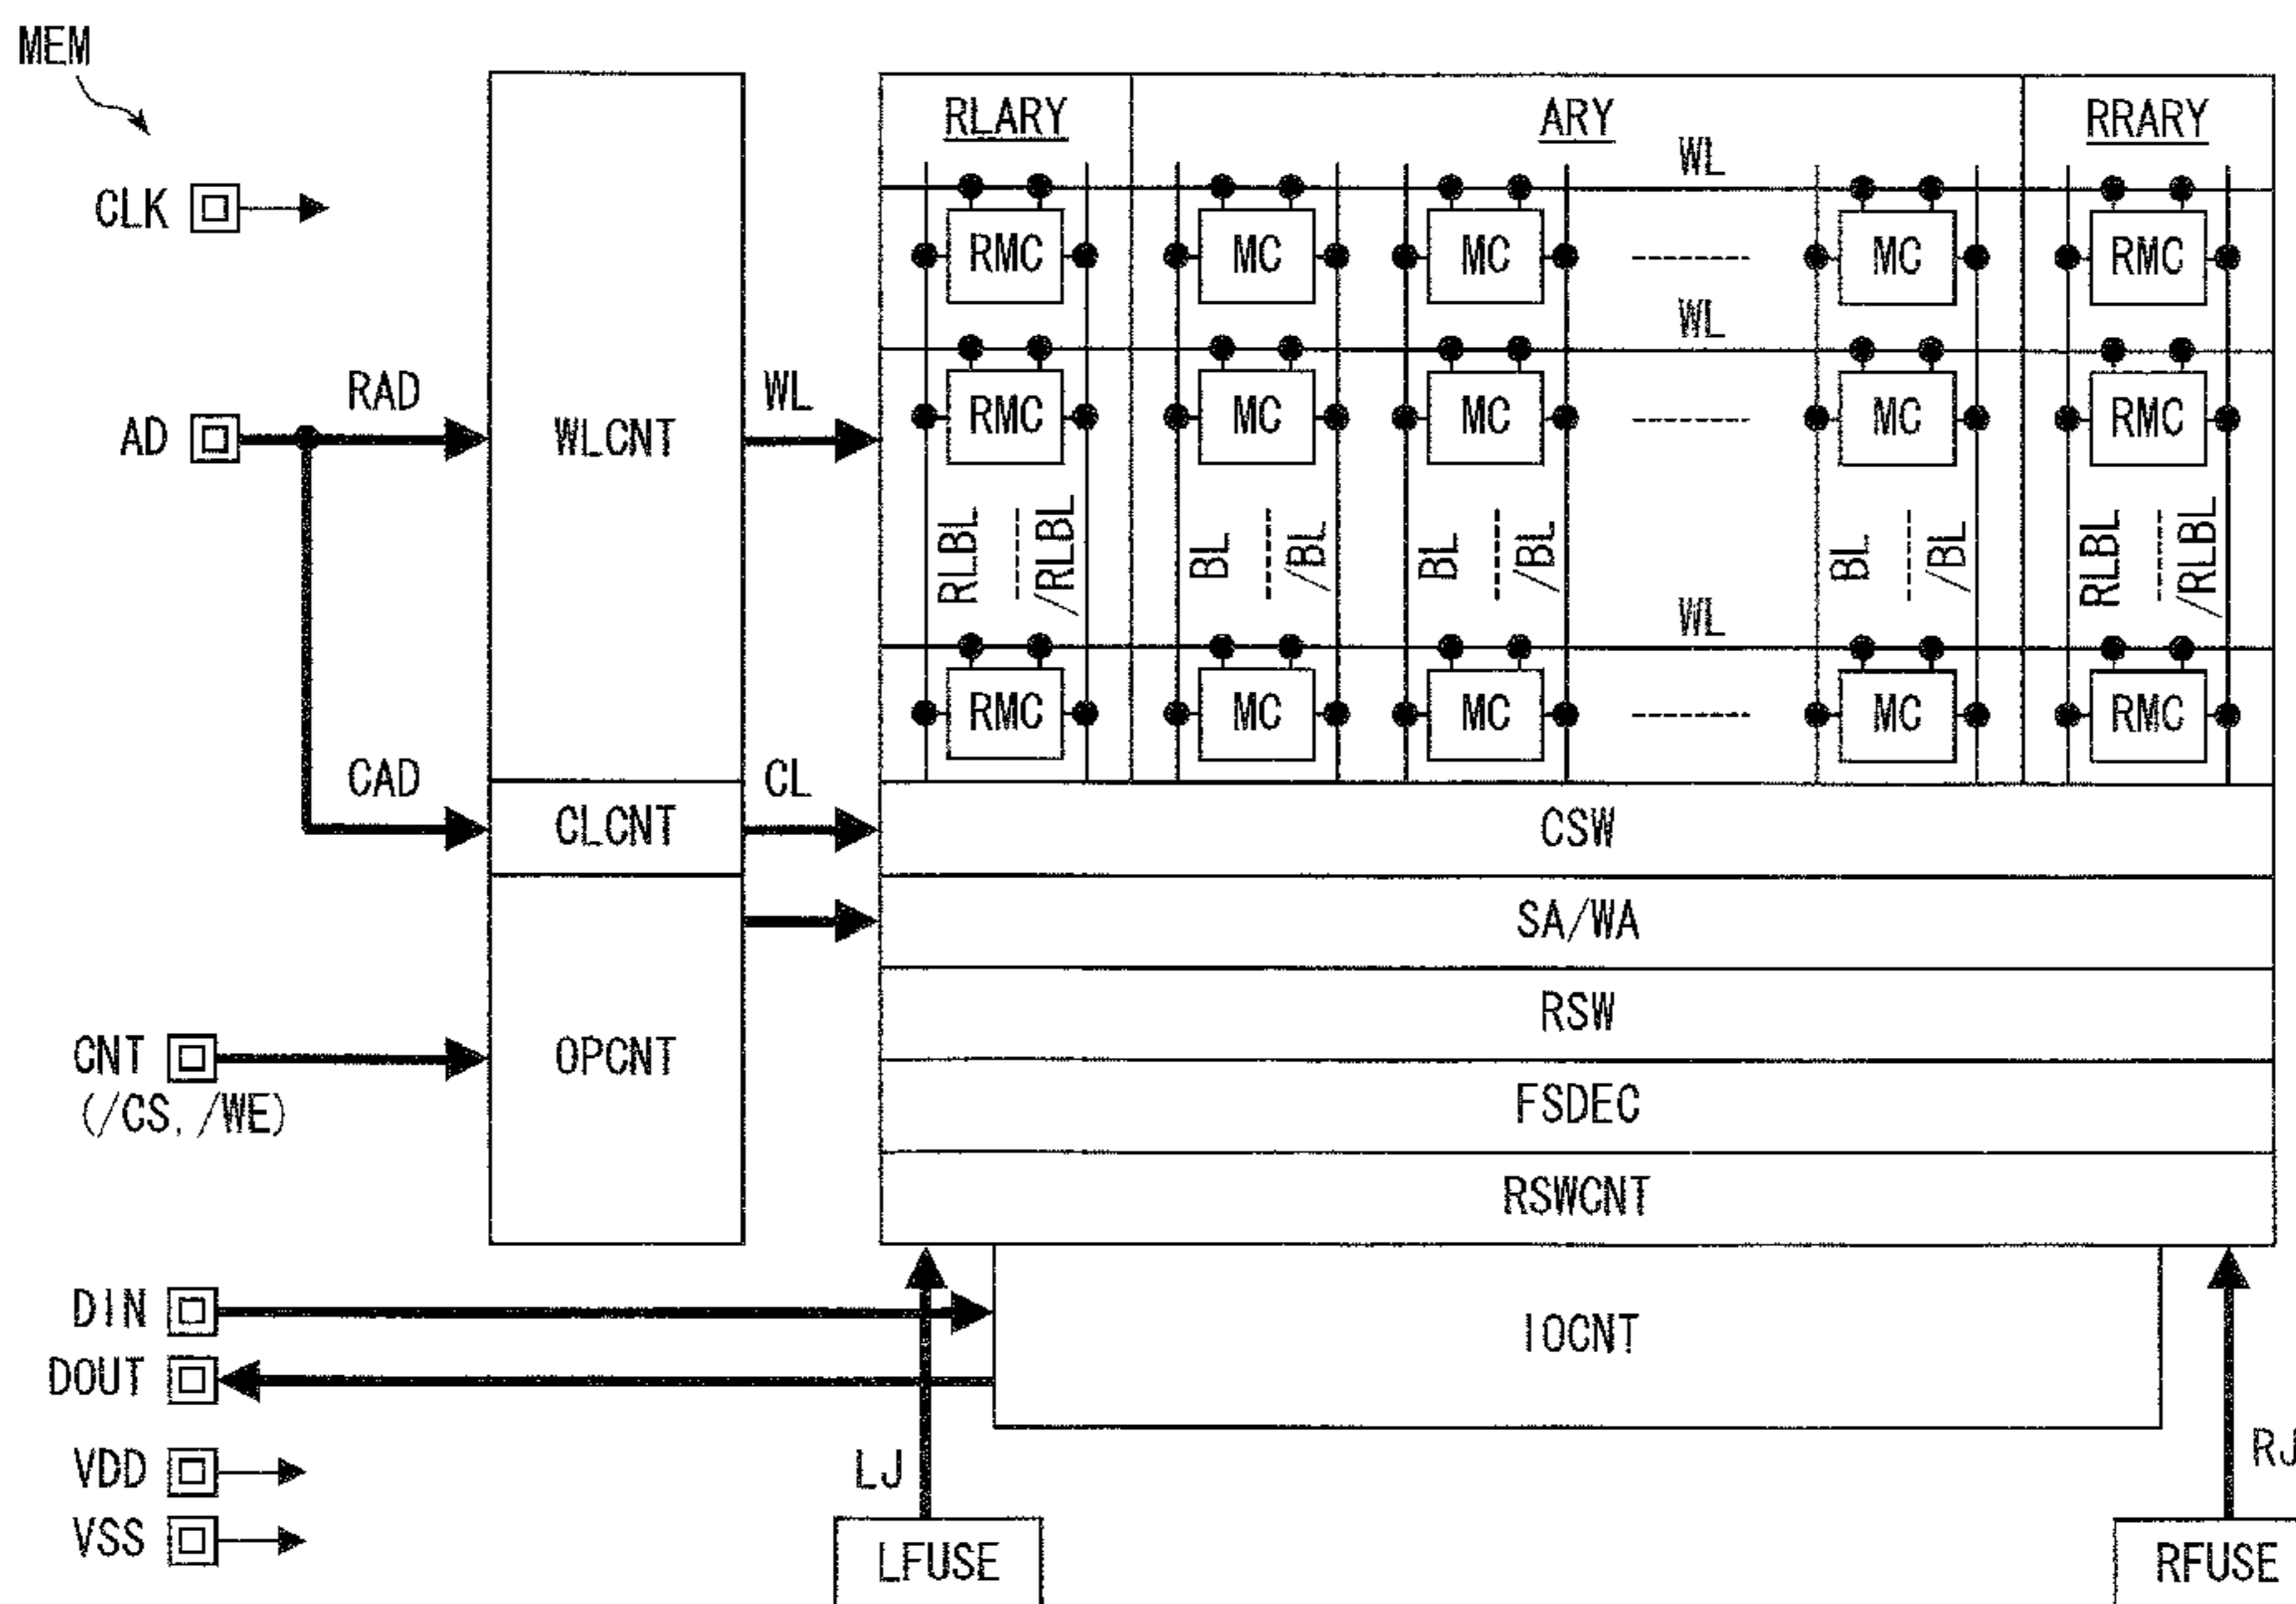 MEM
RLARY ARY RRARY
WL
CLK
RMC MC MC MC RMC
WL
RAD WL
AD WLCNT
RMC MC MC MC RMC
RLBL /RLBL BL /BL BL /BL BL /BL RLBL /RLBL
WL
RMC MC MC MC RMC
CAD CL
CLCNT CSW
SA/WA
RSW
CNT OPCNT
(/CS, /WE) FSDEC
RSWCNT
DIN
IOCNT
DOUT
LJ RJ
VDD
VSS
LFUSE RFUSE